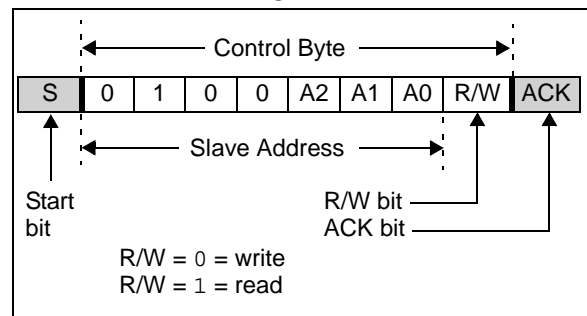 Control Byte
S 0 1 0 0 A2 A1 A0 R/W ACK
Slave Address
Start
bit
R/W bit
ACK bit
R/W = 0 = write
R/W = 1 = read